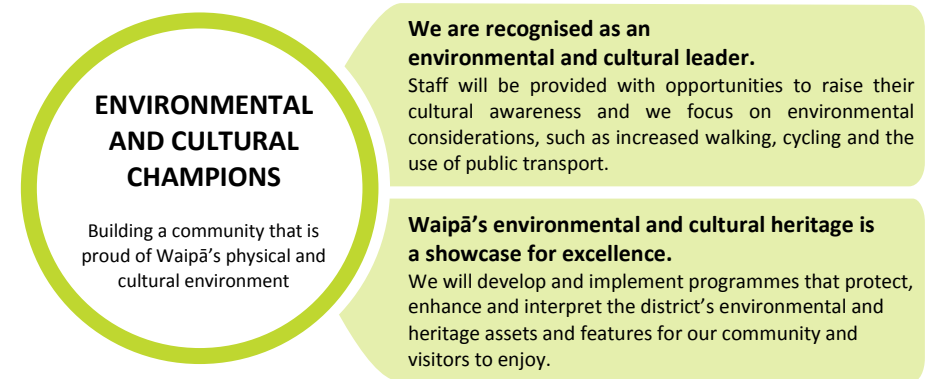 ENVIRONMENTAL
AND CULTURAL
CHAMPIONS
Building a community that is
proud of Waipā’s physical and
cultural environment
We are recognised as an
environmental and cultural leader.
Staff will be provided with opportunities to raise their
cultural awareness and we focus on environmental
considerations, such as increased walking, cycling and the
use of public transport.
Waipā’s environmental and cultural heritage is
a showcase for excellence.
We will develop and implement programmes that protect,
enhance and interpret the district’s environmental and
heritage assets and features for our community and
visitors to enjoy.